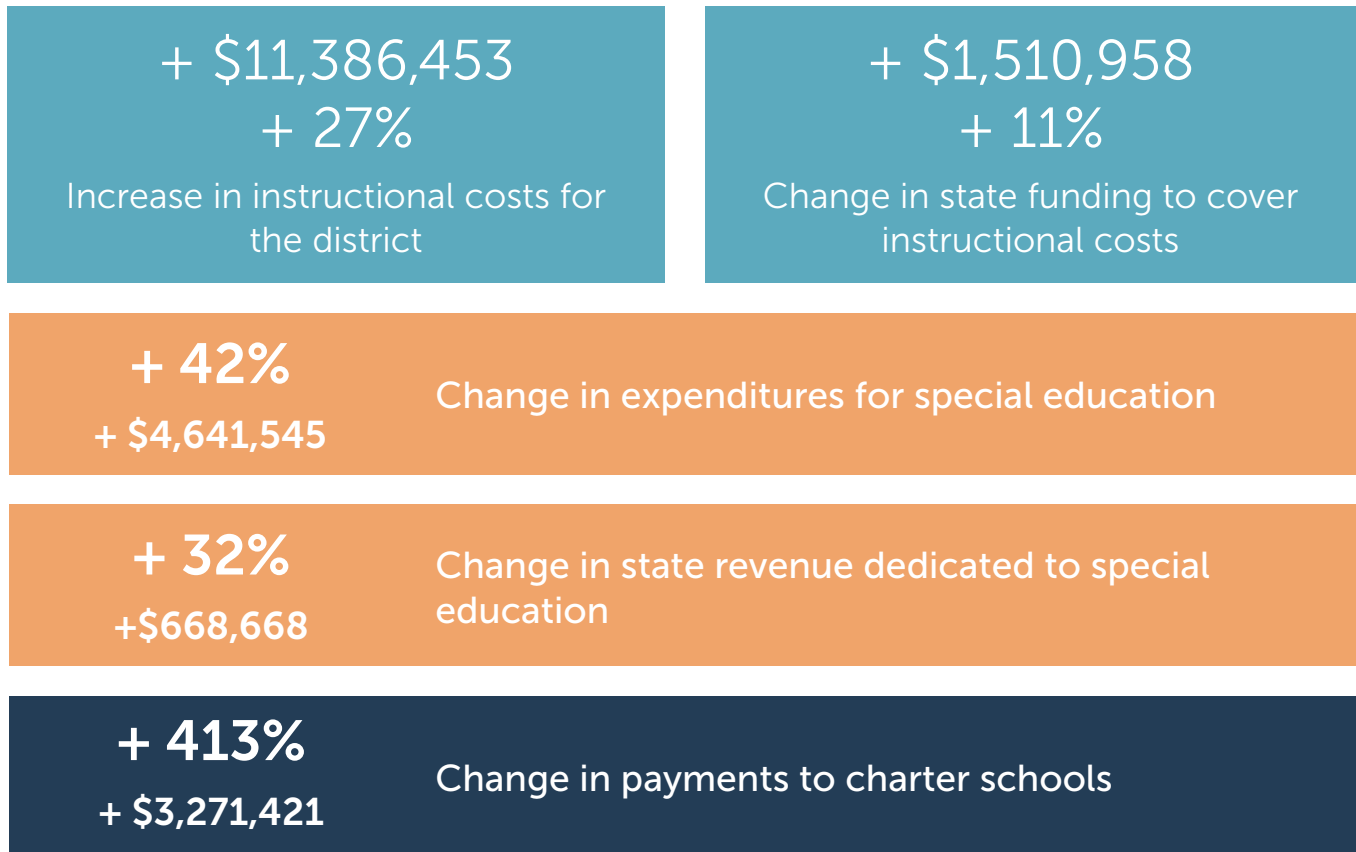 + $11,386,453
+ 27%
Increase in instructional costs for
the district
+ $1,510,958
+ 11%
Change in state funding to cover
instructional costs
+ 42%
+ $4,641,545
Change in expenditures for special education
+ 32%
+$668,668
Change in state revenue dedicated to special
education
+ 413%
+ $3,271,421
Change in payments to charter schools